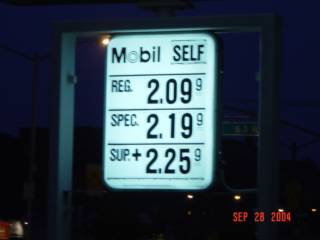 Mobil SELF
REG. 2.09 9
SPEC. 2.19 9
SUP.+ 2.25 9
SEP 28 2004